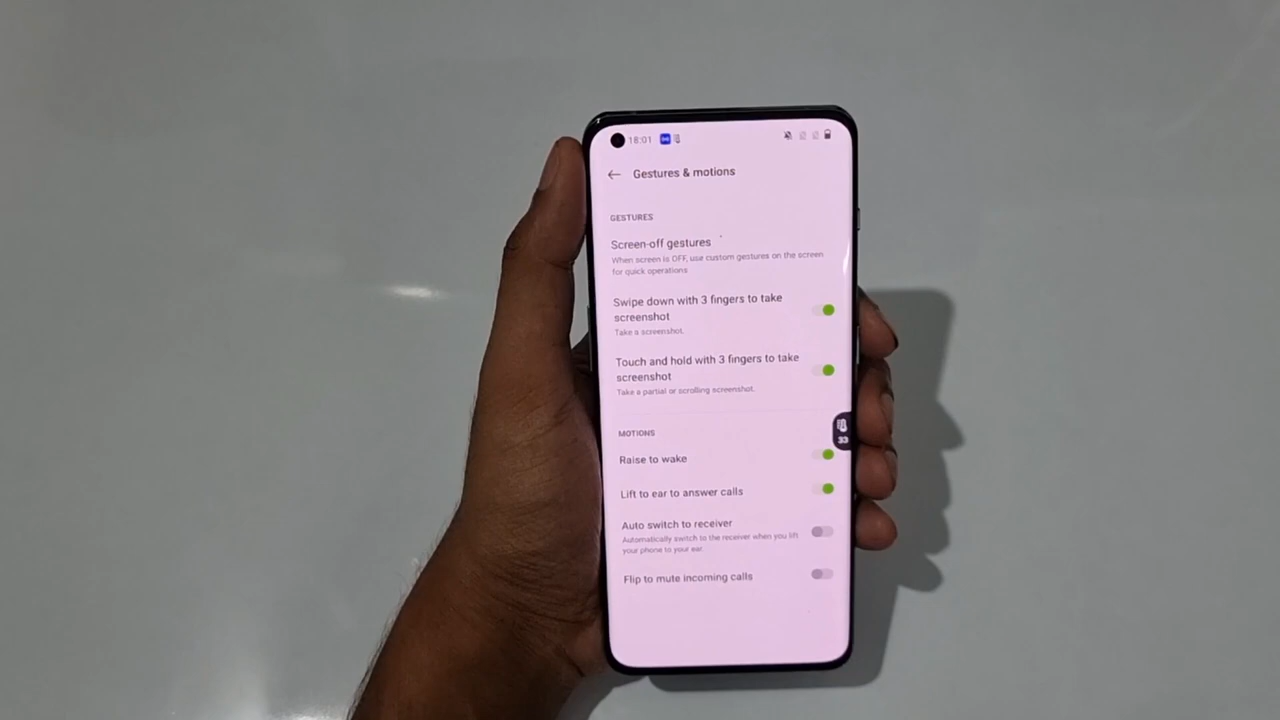 18:01
Gestures & motions
GESTURES
Screen-off gestures
When screen is OFF, use custom gestures on the screen
for quick operations
Swipe down with 3 fingers to take
screenshot
Take a screenshot.
Touch and hold with 3 fingers to take
screenshot
Take a partial or scrolling screenshot.
33
MOTIONS
Raise to wake
Lift to ear to answer calls
Auto switch to receiver
Automatically switch to the receiver when you lift
your phone to your ear.
Flip to mute incoming calls